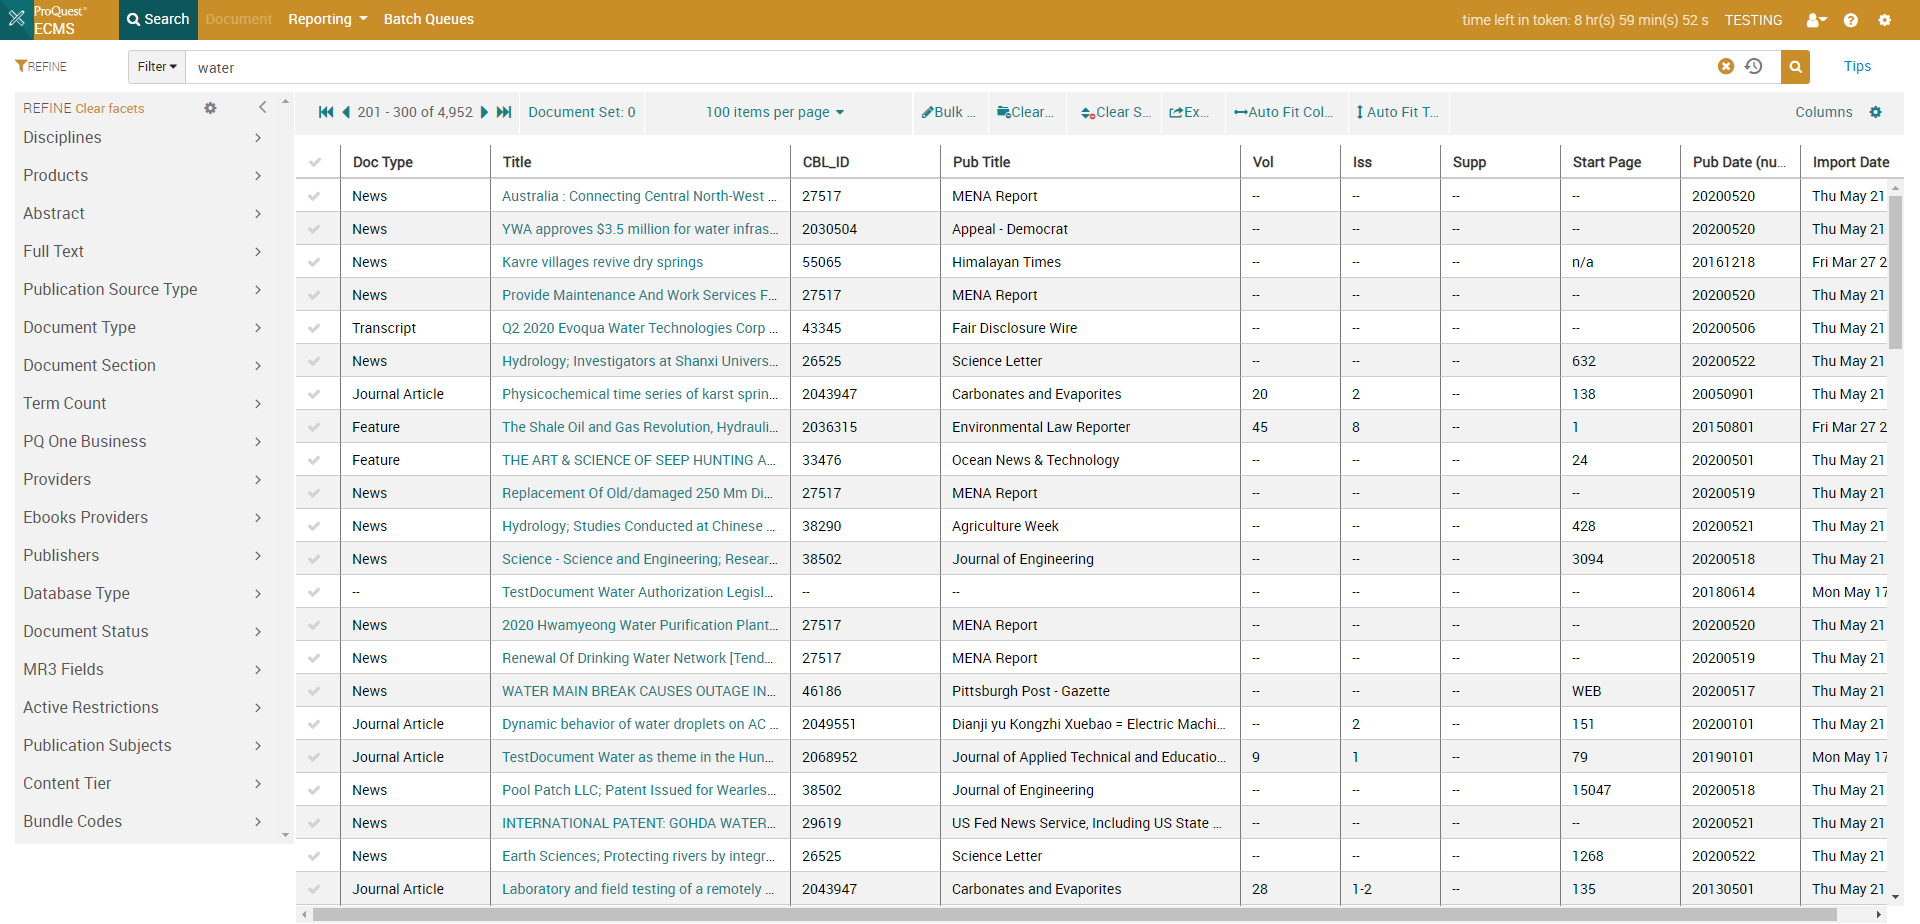 ProQuest® ECMS Search Document Reporting Batch Queues time left in token: 8 hr(s) 59 min(s) 52 s TESTING
REFINE Filter water Tips
REFINE Clear facets
Disciplines
Products
Abstract
Full Text
Publication Source Type
Document Type
Document Section
Term Count
PQ One Business
Providers
Ebooks Providers
Publishers
Database Type
Document Status
MR3 Fields
Active Restrictions
Publication Subjects
Content Tier
Bundle Codes
201 - 300 of 4,952 Document Set: 0 100 items per page Bulk ... Clear... Clear S... Ex... Auto Fit Col... Auto Fit T... Columns
Doc Type Title CBL_ID Pub Title Vol Iss Supp Start Page Pub Date (nu... Import Date
News Australia : Connecting Central North-West ... 27517 MENA Report -- -- -- -- 20200520 Thu May 21
News YWA approves $3.5 million for water infras... 2030504 Appeal - Democrat -- -- -- -- 20200520 Thu May 21
News Kavre villages revive dry springs 55065 Himalayan Times -- -- -- n/a 20161218 Fri Mar 27 2
News Provide Maintenance And Work Services F... 27517 MENA Report -- -- -- -- 20200520 Thu May 21
Transcript Q2 2020 Evoqua Water Technologies Corp ... 43345 Fair Disclosure Wire -- -- -- -- 20200506 Thu May 21
News Hydrology; Investigators at Shanxi Univers... 26525 Science Letter -- -- -- 632 20200522 Thu May 21
Journal Article Physicochemical time series of karst sprin... 2043947 Carbonates and Evaporites 20 2 -- 138 20050901 Thu May 21
Feature The Shale Oil and Gas Revolution, Hydrauli... 2036315 Environmental Law Reporter 45 8 -- 1 20150801 Fri Mar 27 2
Feature THE ART & SCIENCE OF SEEP HUNTING A... 33476 Ocean News & Technology -- -- -- 24 20200501 Thu May 21
News Replacement Of Old/damaged 250 Mm Di... 27517 MENA Report -- -- -- -- 20200519 Thu May 21
News Hydrology; Studies Conducted at Chinese ... 38290 Agriculture Week -- -- -- 428 20200521 Thu May 21
News Science - Science and Engineering; Resear... 38502 Journal of Engineering -- -- -- 3094 20200518 Thu May 21
-- TestDocument Water Authorization Legisl... -- -- -- -- -- -- 20180614 Mon May 17
News 2020 Hwamyeong Water Purification Plant... 27517 MENA Report -- -- -- -- 20200520 Thu May 21
News Renewal Of Drinking Water Network [Tend... 27517 MENA Report -- -- -- -- 20200519 Thu May 21
News WATER MAIN BREAK CAUSES OUTAGE IN... 46186 Pittsburgh Post - Gazette -- -- -- WEB 20200517 Thu May 21
Journal Article Dynamic behavior of water droplets on AC ... 2049551 Dianji yu Kongzhi Xuebao = Electric Machi... -- 2 -- 151 20200101 Thu May 21
Journal Article TestDocument Water as theme in the Hun... 2068952 Journal of Applied Technical and Educatio... 9 1 -- 79 20190101 Mon May 17
News Pool Patch LLC; Patent Issued for Wearles... 38502 Journal of Engineering -- -- -- 15047 20200518 Thu May 21
News INTERNATIONAL PATENT: GOHDA WATER... 29619 US Fed News Service, Including US State ... -- -- -- -- 20200521 Thu May 21
News Earth Sciences; Protecting rivers by integr... 26525 Science Letter -- -- -- 1268 20200522 Thu May 21
Journal Article Laboratory and field testing of a remotely ... 2043947 Carbonates and Evaporites 28 1-2 -- 135 20130501 Thu May 21